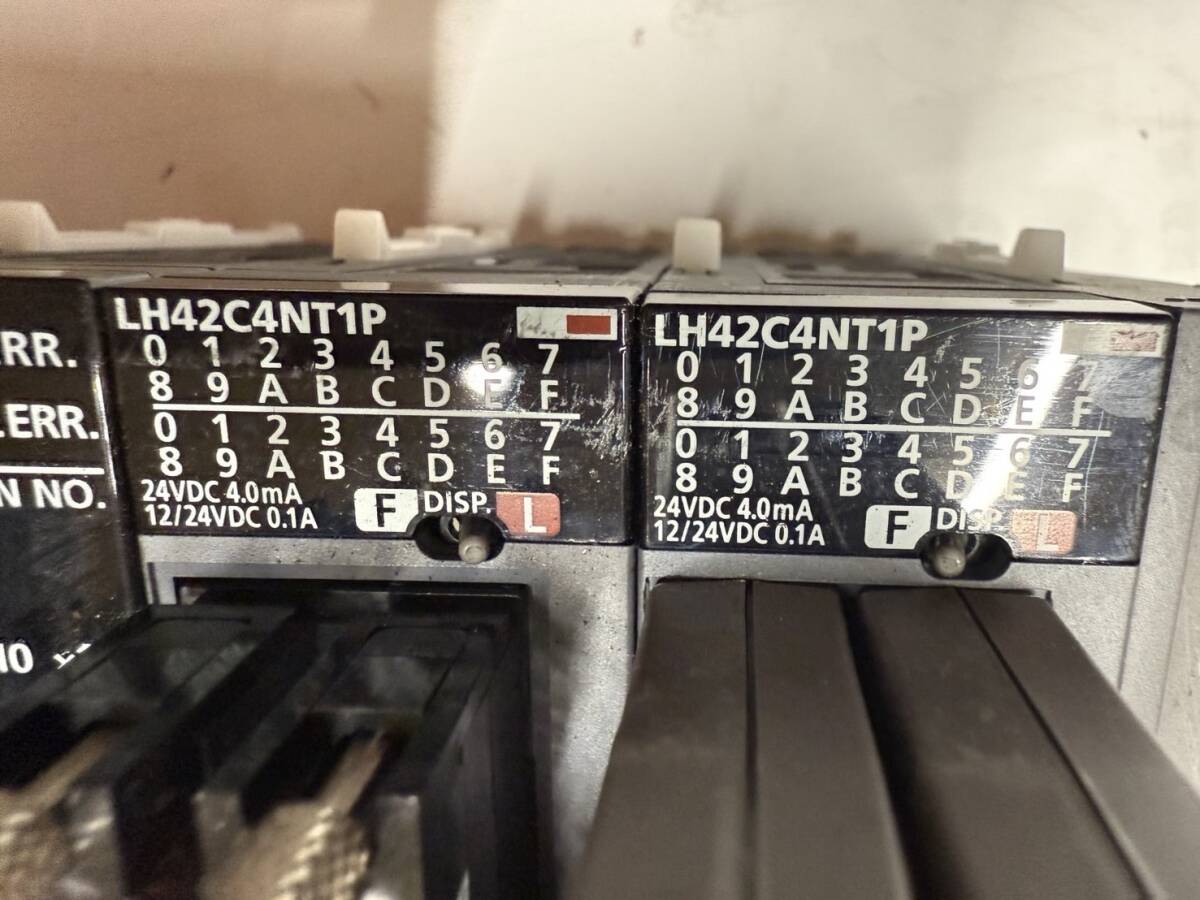 ERR.
.ERR.
N NO.
10
LH42C4NT1P
0 1 2 3 4 5 6 7
8 9 A B C D E F
0 1 2 3 4 5 6 7
8 9 A B C D E F
24VDC 4.0mA
12/24VDC 0.1A
F DISP. L
LH42C4NT1P
0 1 2 3 4 5 6 7
8 9 A B C D E F
0 1 2 3 4 5 6 7
8 9 A B C D E F
24VDC 4.0mA
12/24VDC 0.1A
F DISP. L